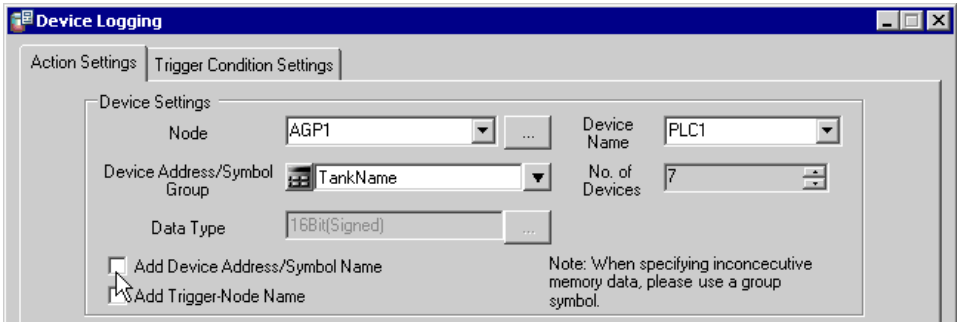 Device Logging
Action Settings
Trigger Condition Settings
Device Settings
Node
AGP1
...
Device
Name
PLC1
Device Address/Symbol
Group
TankName
No. of
Devices
7
Data Type
16Bit(Signed)
...
Add Device Address/Symbol Name
Add Trigger-Node Name
Note: When specifying inconcecutive
memory data, please use a group
symbol.